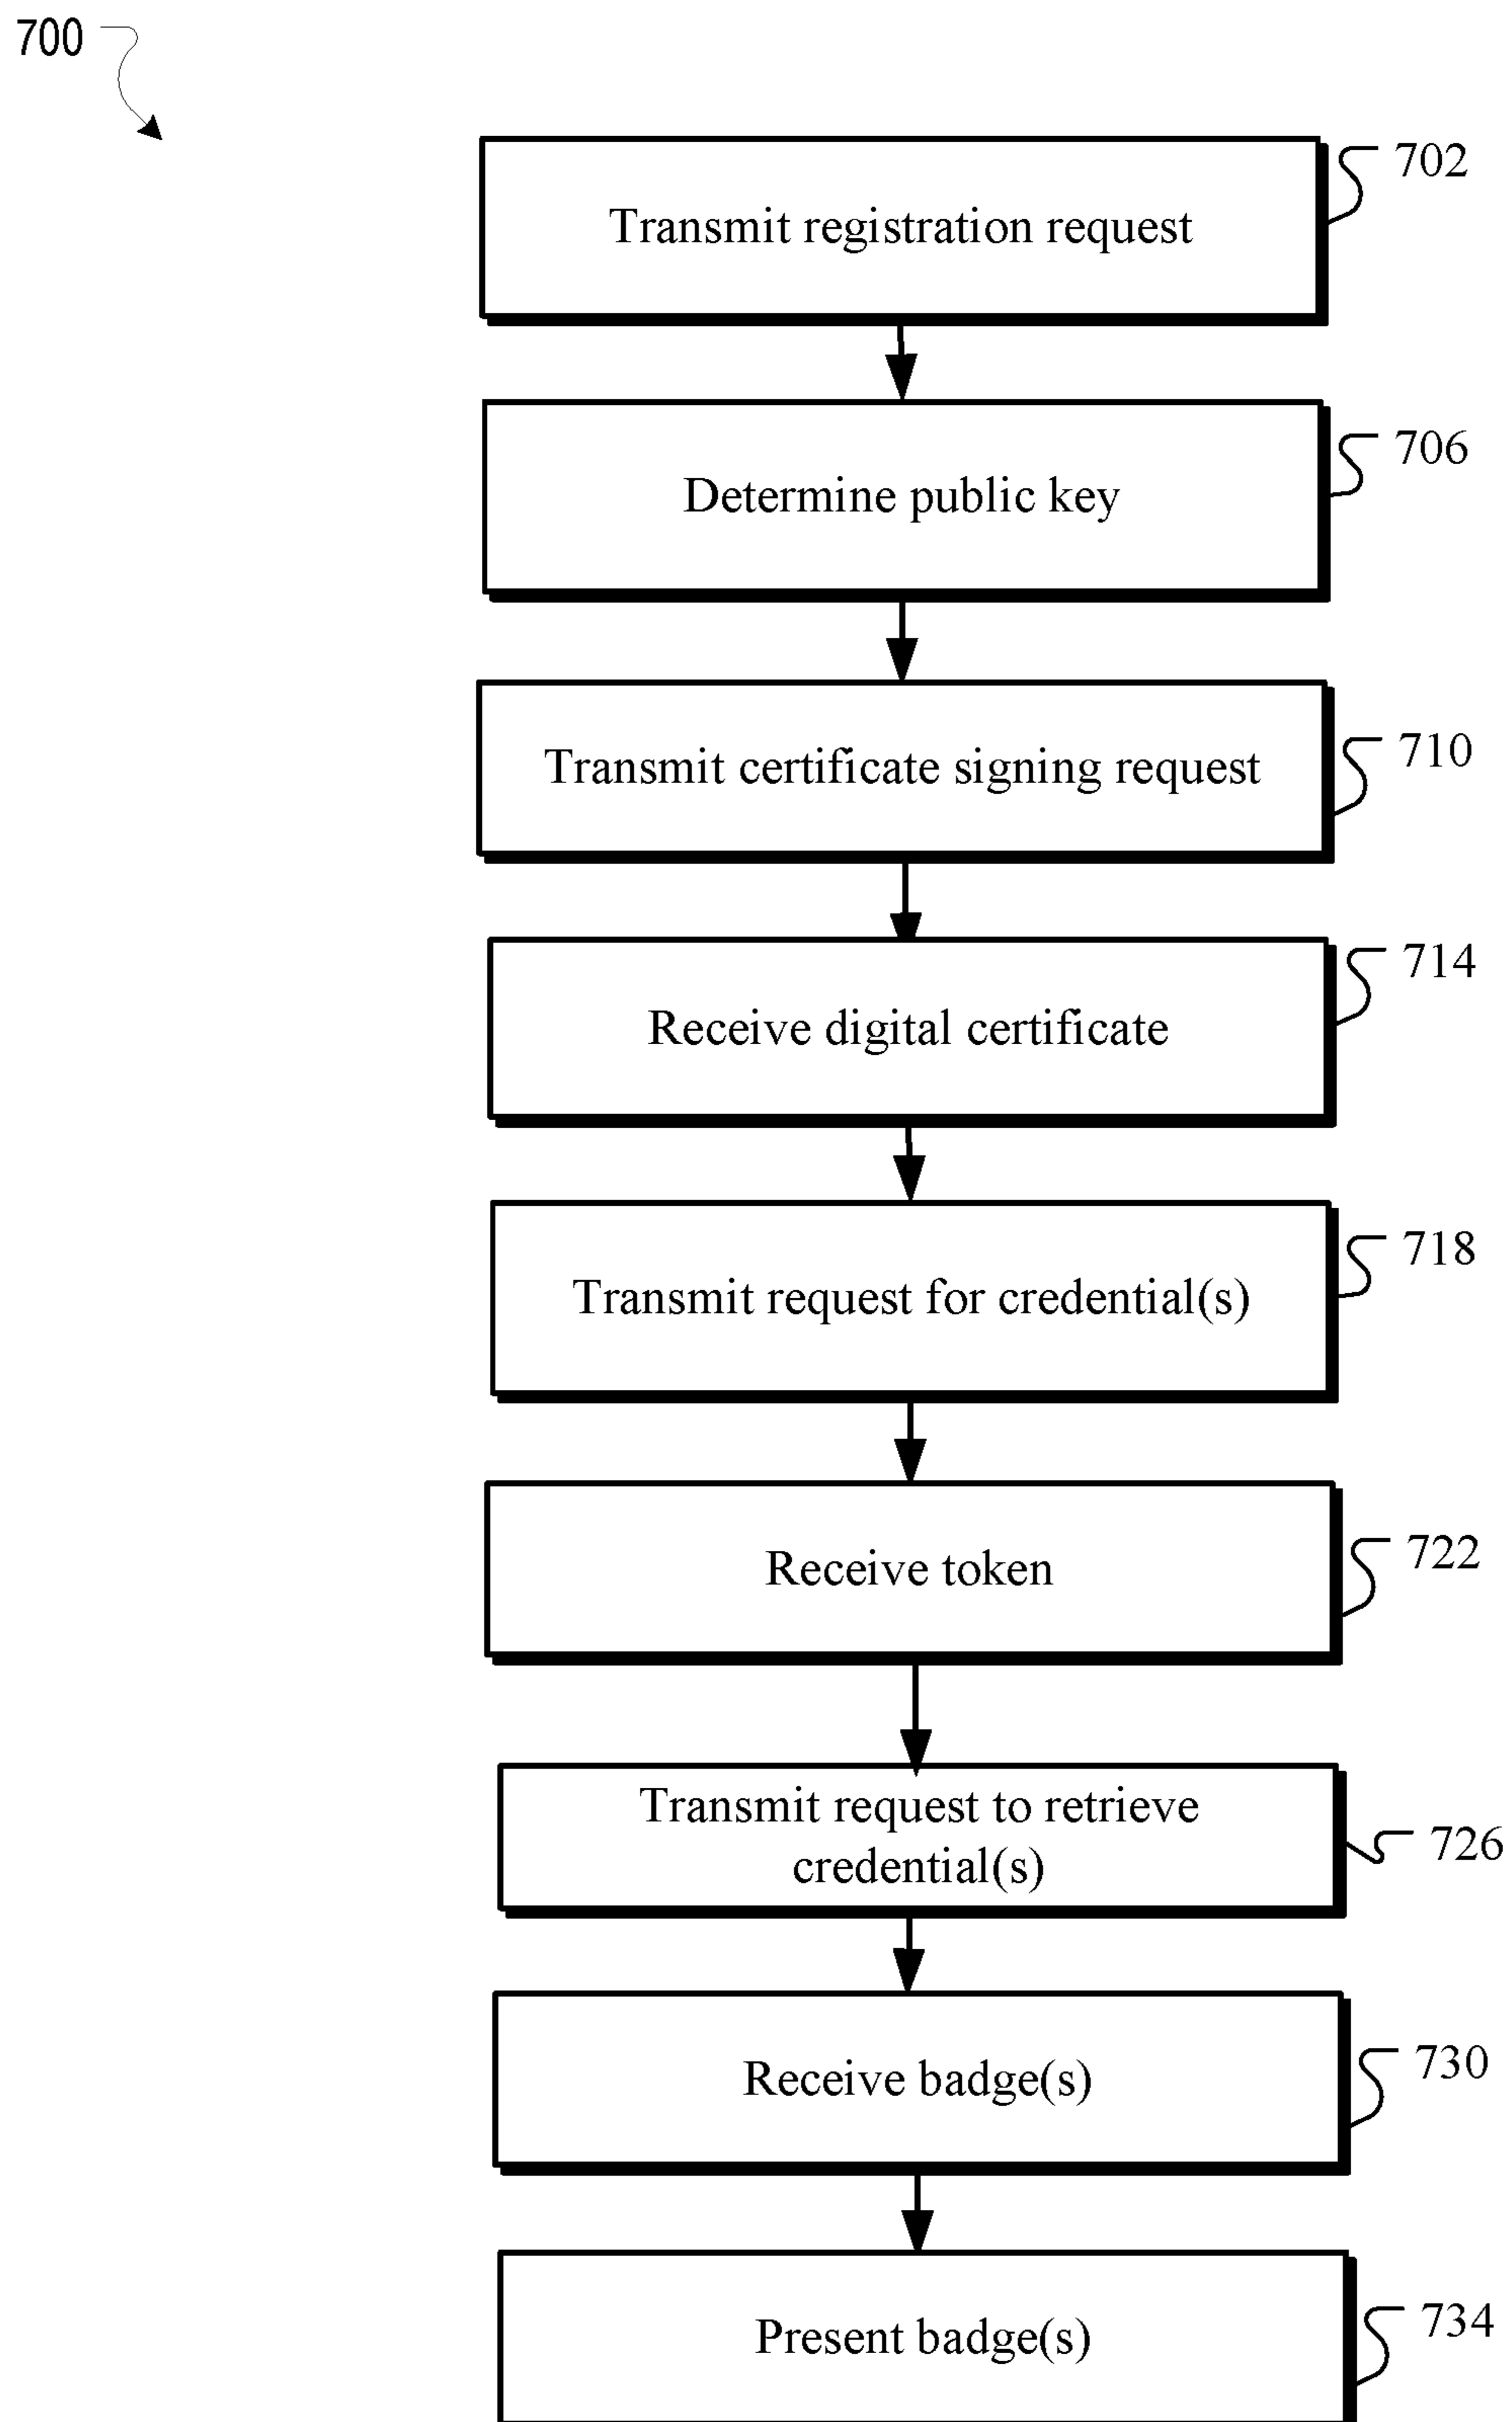 700
Transmit registration request
702
Determine public key
706
Transmit certificate signing request
710
Receive digital certificate
714
Transmit request for credential(s)
718
Receive token
722
Transmit request to retrieve
credential(s)
726
Receive badge(s)
730
Present badge(s)
734